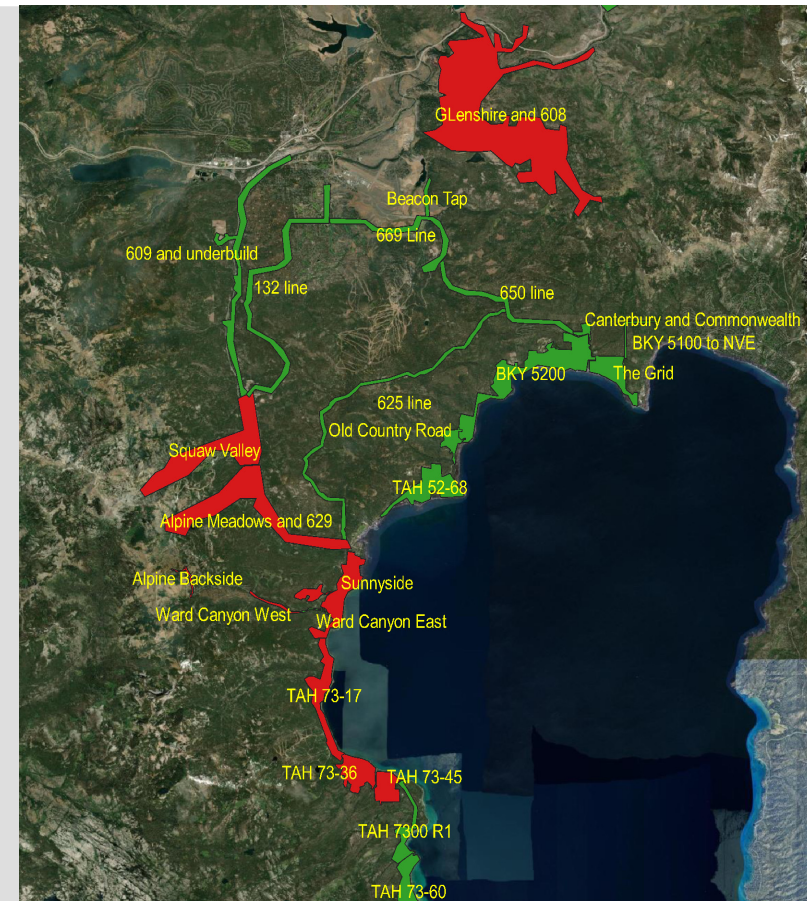 GLenshire and 608
Beacon Tap
669 Line
609 and underbuild
132 line
650 line
Canterbury and Commonwealth
BKY 5100 to NVE
BKY 5200
The Grid
625 line
Old Country Road
Squaw Valley
TAH 52-68
Alpine Meadows and 629
Alpine Backside
Sunnyside
Ward Canyon West
Ward Canyon East
TAH 73-17
TAH 73-36
TAH 73-45
TAH 7300 R1
TAH 73-60